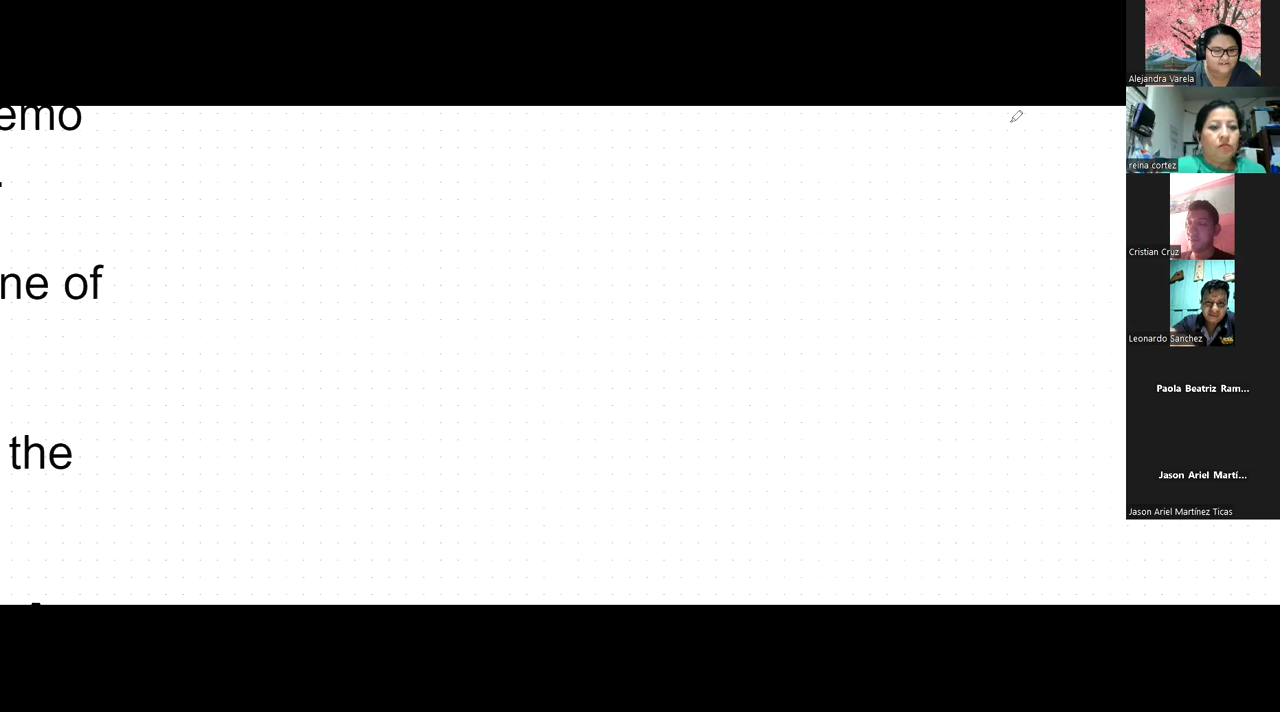 emo
.
ne of
the
Alejandra Varela
reina cortez
Cristian Cruz
Leonardo Sanchez
Paola Beatriz Ram...
Jason Ariel Martí...
Jason Ariel Martínez Ticas